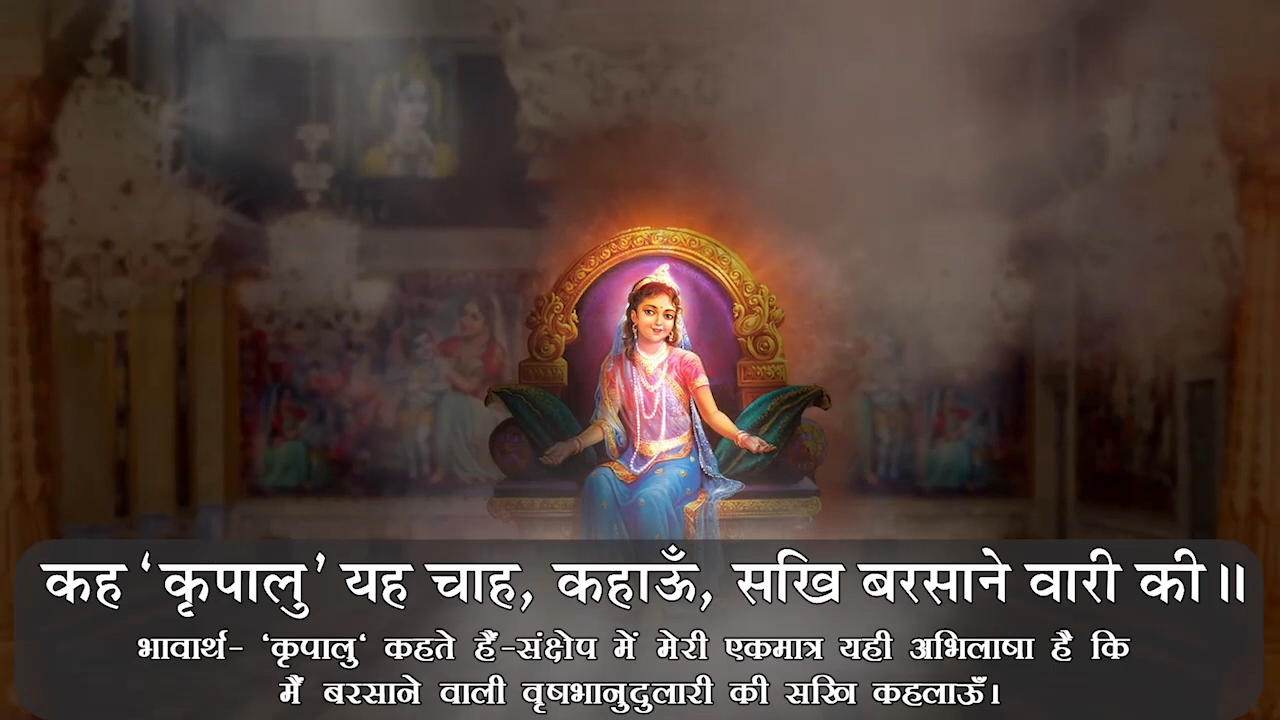 कह ‘कृपालु’ यह चाह, कहाऊँ, सखि बरसाने वारी की॥
भावार्थ- ‘कृपालु‘ कहते हैं-संक्षेप में मेरी एकमात्र यही अभिलाषा है कि
मैं बरसाने वाली वृषभानुदुलारी की सखि कहलाऊँ।